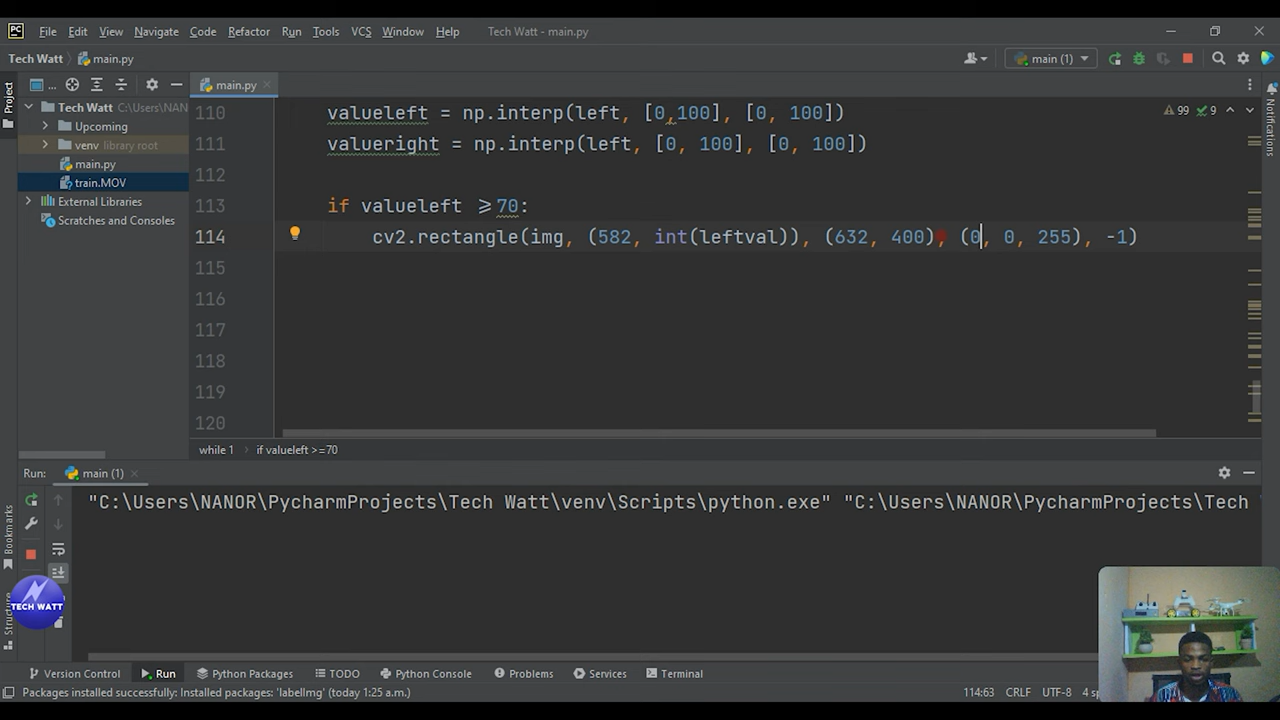 PC File Edit View Navigate Code Refactor Run Tools VCS Window Help Tech Watt - main.py
Tech Watt main.py main (1)
Project
...
main.py
Tech Watt C:\Users\NANOR
Upcoming
venv library root
main.py
train.MOV
External Libraries
Scratches and Consoles
110 valueleft = np.interp(left, [0,100], [0, 100])
111 valueright = np.interp(left, [0, 100], [0, 100])
112
113 if valueleft >=70:
114 cv2.rectangle(img, (582, int(leftval)), (632, 400), (0, 0, 255), -1)
115
116
117
118
119
120
99 9
Notifications
while 1 if valueleft >=70
Run: main (1)
"C:\Users\NANOR\PycharmProjects\Tech Watt\venv\Scripts\python.exe" "C:\Users\NANOR\PycharmProjects\Tech
Bookmarks
Structure
TECH WATT
Version Control Run Python Packages TODO Python Console Problems Services Terminal
Packages installed successfully: Installed packages: 'labelImg' (today 1:25 a.m.) 114:63 CRLF UTF-8 4